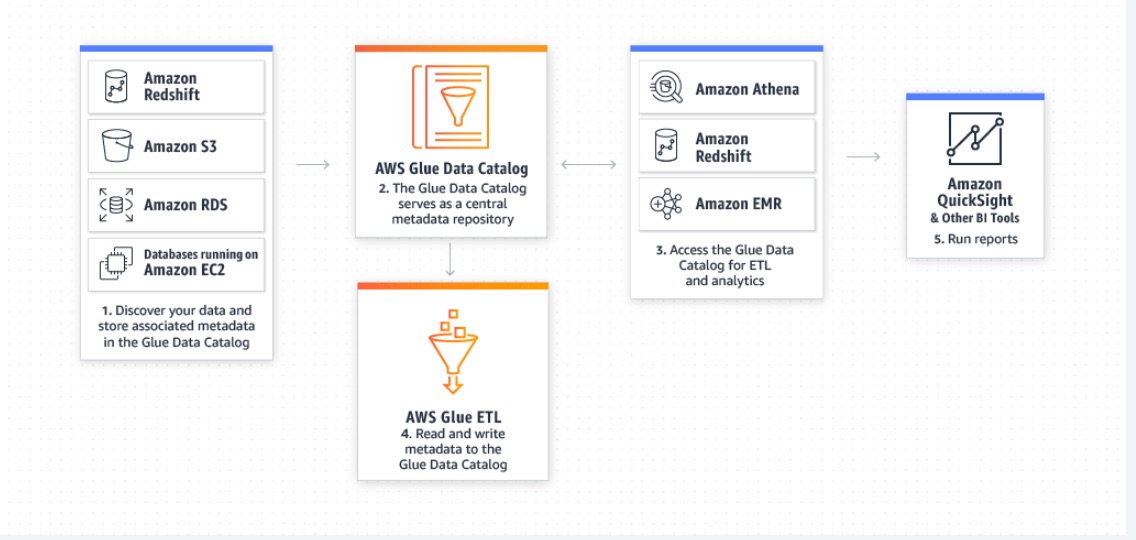 Amazon
Redshift
Amazon S3
Amazon RDS
Databases running on
Amazon EC2
1. Discover your data and
store associated metadata
in the Glue Data Catalog
AWS Glue Data Catalog
2. The Glue Data Catalog
serves as a central
metadata repository
AWS Glue ETL
4. Read and write
metadata to the
Glue Data Catalog
Amazon Athena
Amazon
Redshift
Amazon EMR
3. Access the Glue Data
Catalog for ETL
and analytics
Amazon
QuickSight
& Other BI Tools
5. Run reports